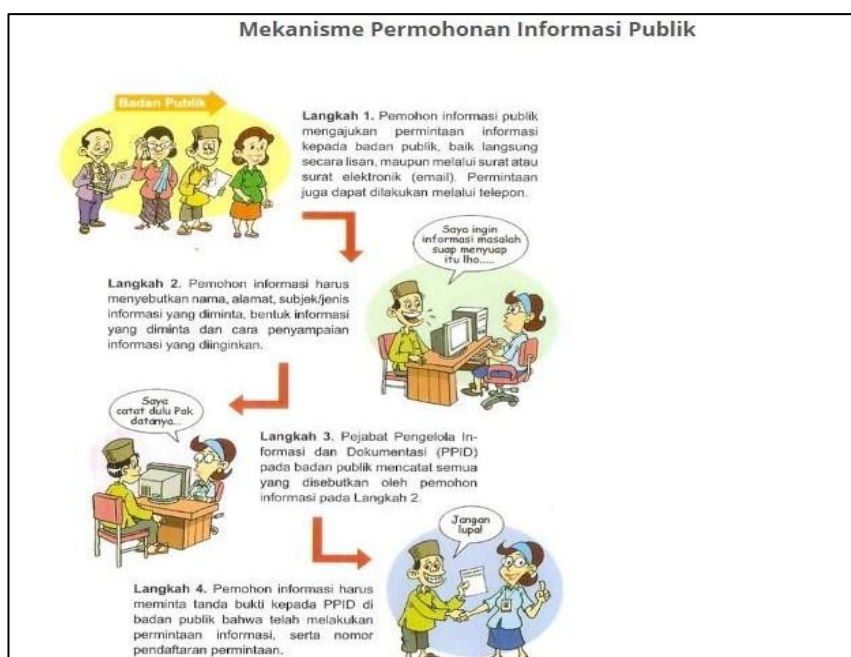 Mekanisme Permohonan Informasi Publik
Badan Publik
Langkah 1. Pemohon informasi publik
mengajukan permintaan informasi
kepada badan publik, baik langsung
secara lisan, maupun melalui surat atau
surat elektronik (email). Permintaan
juga dapat dilakukan melalui telepon.
Saya ingin
informasi masalah
suap menyuap
itu lho.....
Langkah 2. Pemohon informasi harus
menyebutkan nama, alamat, subjek/jenis
informasi yang diminta, bentuk informasi
yang diminta dan cara penyampaian
informasi yang diinginkan.
Saya
catat dulu Pak
datanya...
Langkah 3. Pejabat Pengelola In-
formasi dan Dokumentasi (PPID)
pada badan publik mencatat semua
yang disebutkan oleh pemohon
informasi pada Langkah 2.
Jangan
lupa!
Langkah 4. Pemohon informasi harus
meminta tanda bukti kepada PPID di
badan publik bahwa telah melakukan
permintaan informasi, serta nomor
pendaftaran permintaan.